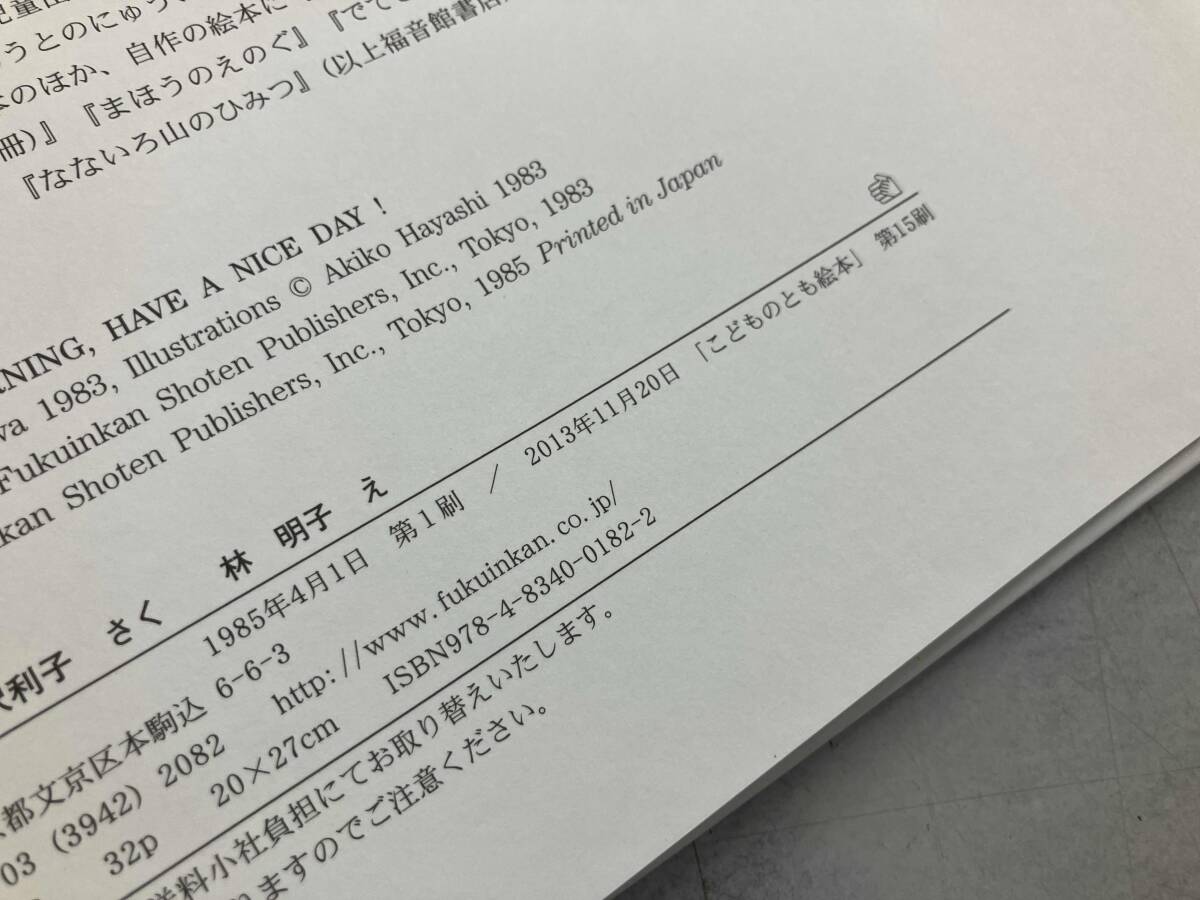 うとのにゅう
のほか、自作の絵本に
冊)』『まほうのえのぐ』『でて
『なないろ山のひみつ』(以上福音館書店
RNING, HAVE A NICE DAY !
wa 1983, Illustrations © Akiko Hayashi 1983
Fukuinkan Shoten Publishers, Inc., Tokyo, 1983
kan Shoten Publishers, Inc., Tokyo, 1985 Printed in Japan
利子 さく 林 明子 え
1985年4月1日 第1刷 / 2013年11月20日 「こどものとも絵本」 第15刷
都文京区本駒込 6-6-3
03 (3942) 2082 http://www.fukuinkan.co.jp/
32p 20×27cm ISBN978-4-8340-0182-2
料小社負担にてお取り替えいたします。
ますのでご注意ください。